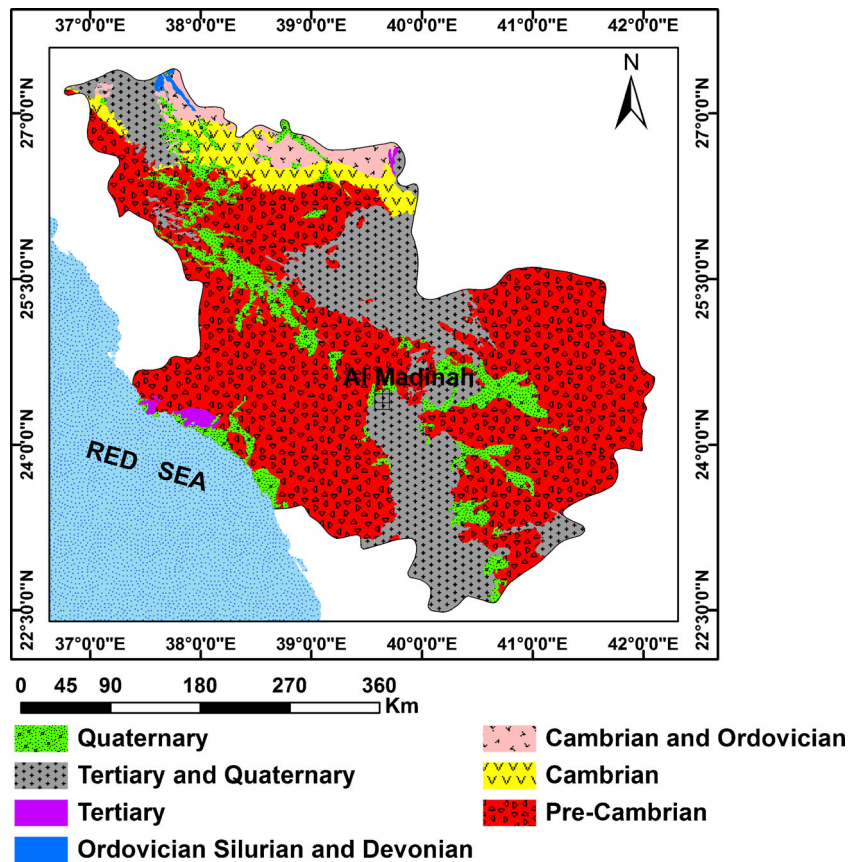 37°0'0"E 38°0'0"E 39°0'0"E 40°0'0"E 41°0'0"E 42°0'0"E
N
27°0'0"N 27°0'0"N
25°30'0"N 25°30'0"N
Al Madinah
24°0'0"N 24°0'0"N
RED SEA
22°30'0"N 22°30'0"N
37°0'0"E 38°0'0"E 39°0'0"E 40°0'0"E 41°0'0"E 42°0'0"E
0 45 90 180 270 360
Km
Quaternary
Tertiary and Quaternary
Tertiary
Ordovician Silurian and Devonian
Cambrian and Ordovician
Cambrian
Pre-Cambrian